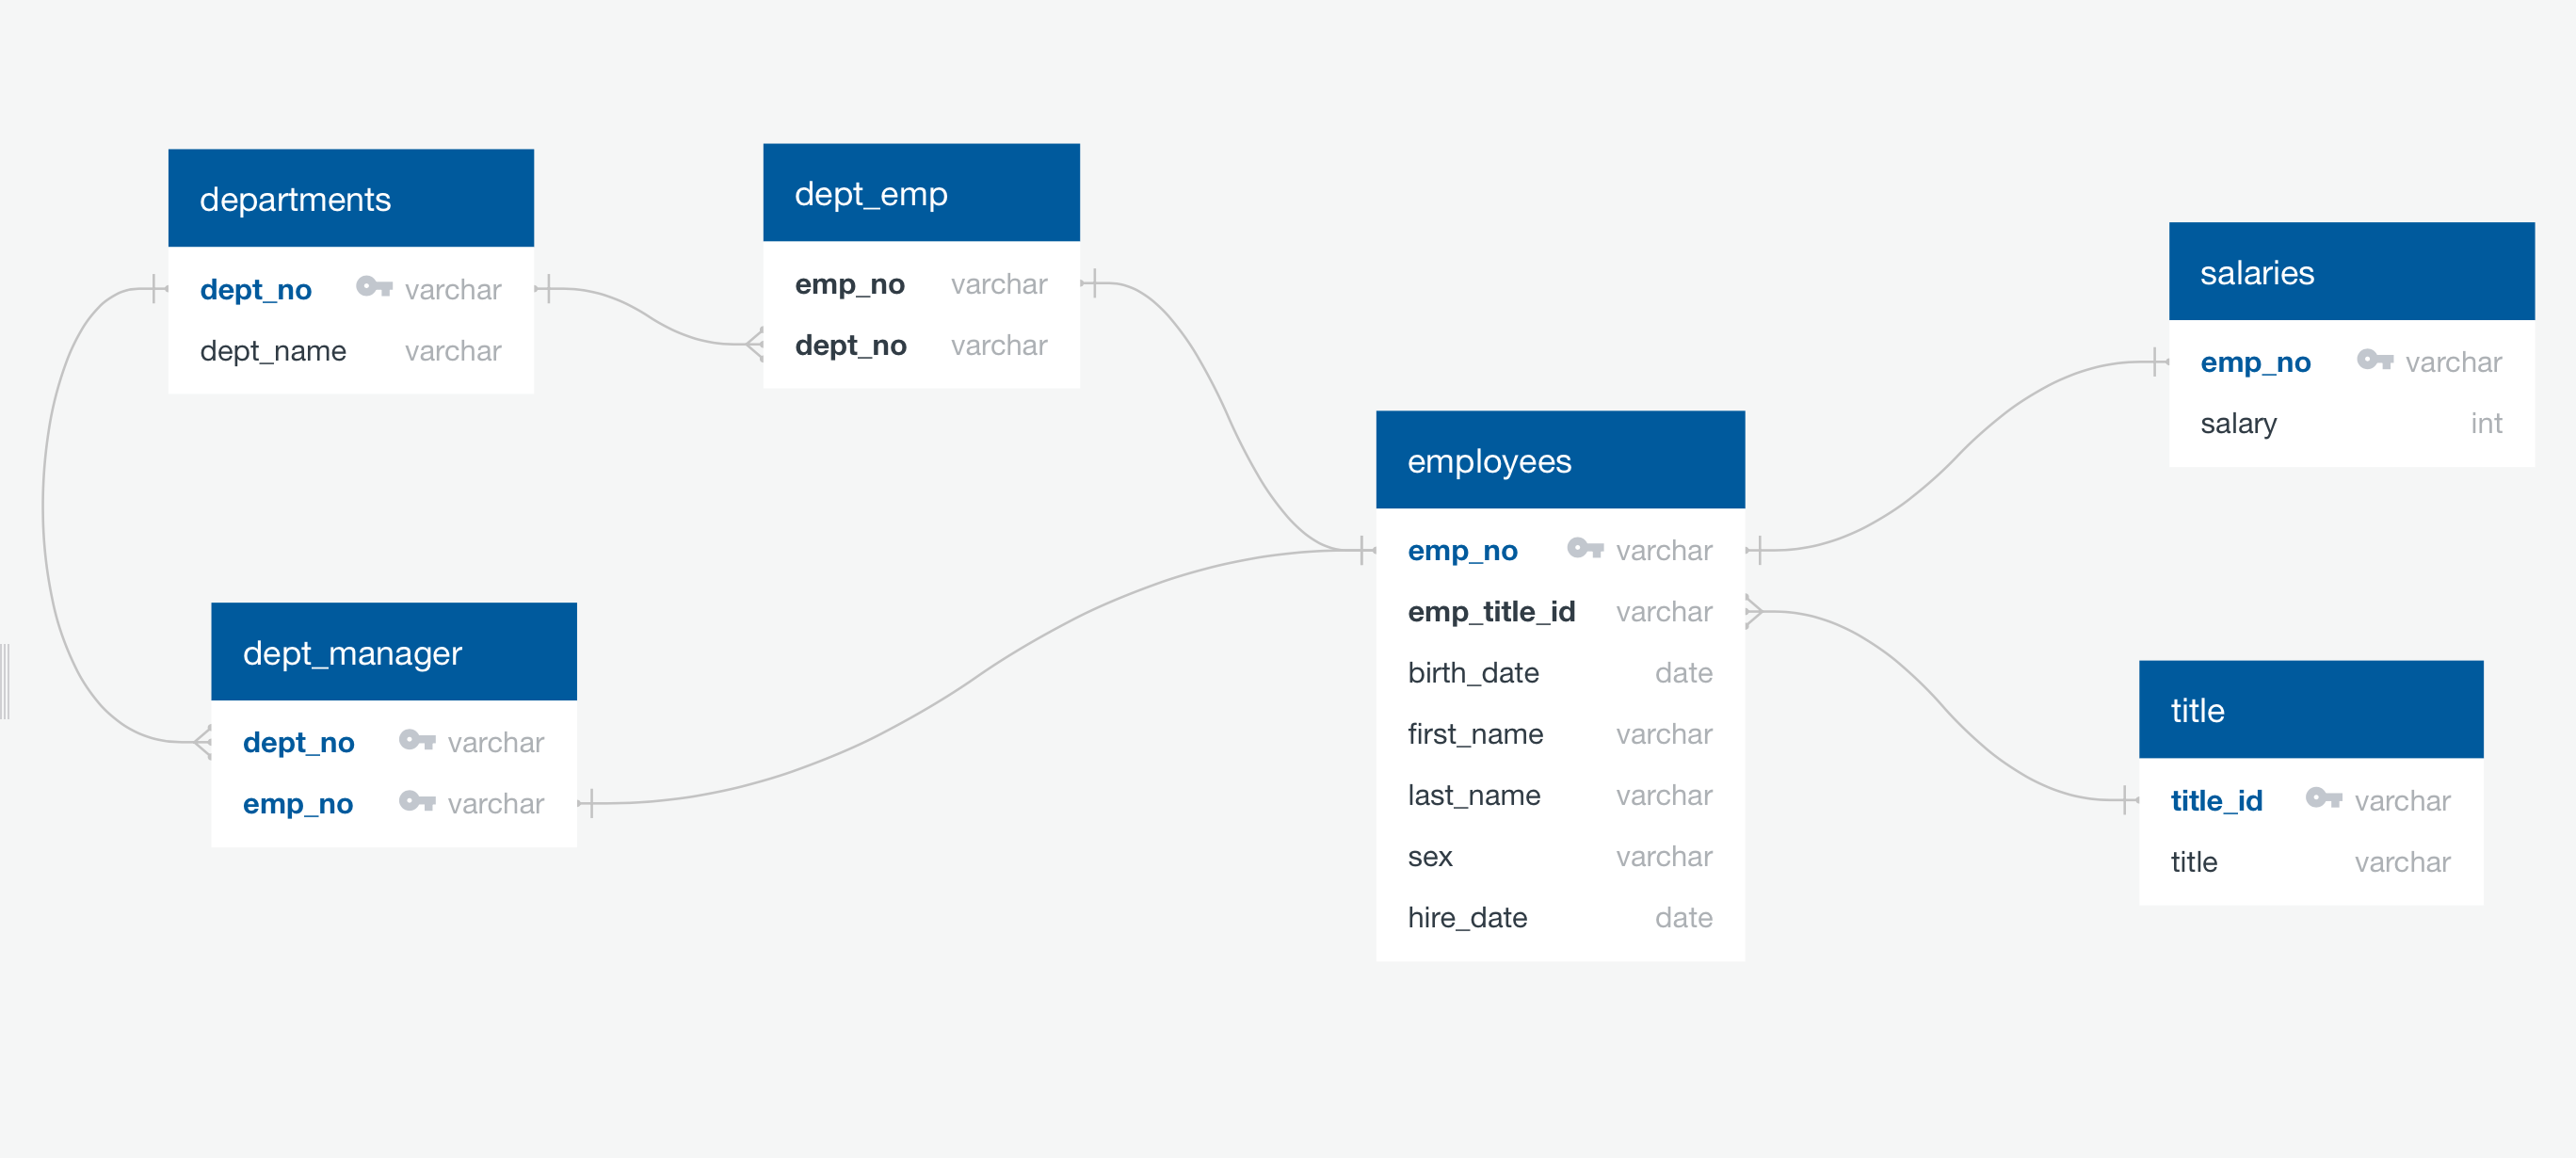 departments
dept_no varchar
dept_name varchar
dept_emp
emp_no varchar
dept_no varchar
salaries
emp_no varchar
salary int
employees
emp_no varchar
emp_title_id varchar
birth_date date
first_name varchar
last_name varchar
sex varchar
hire_date date
dept_manager
dept_no varchar
emp_no varchar
title
title_id varchar
title varchar